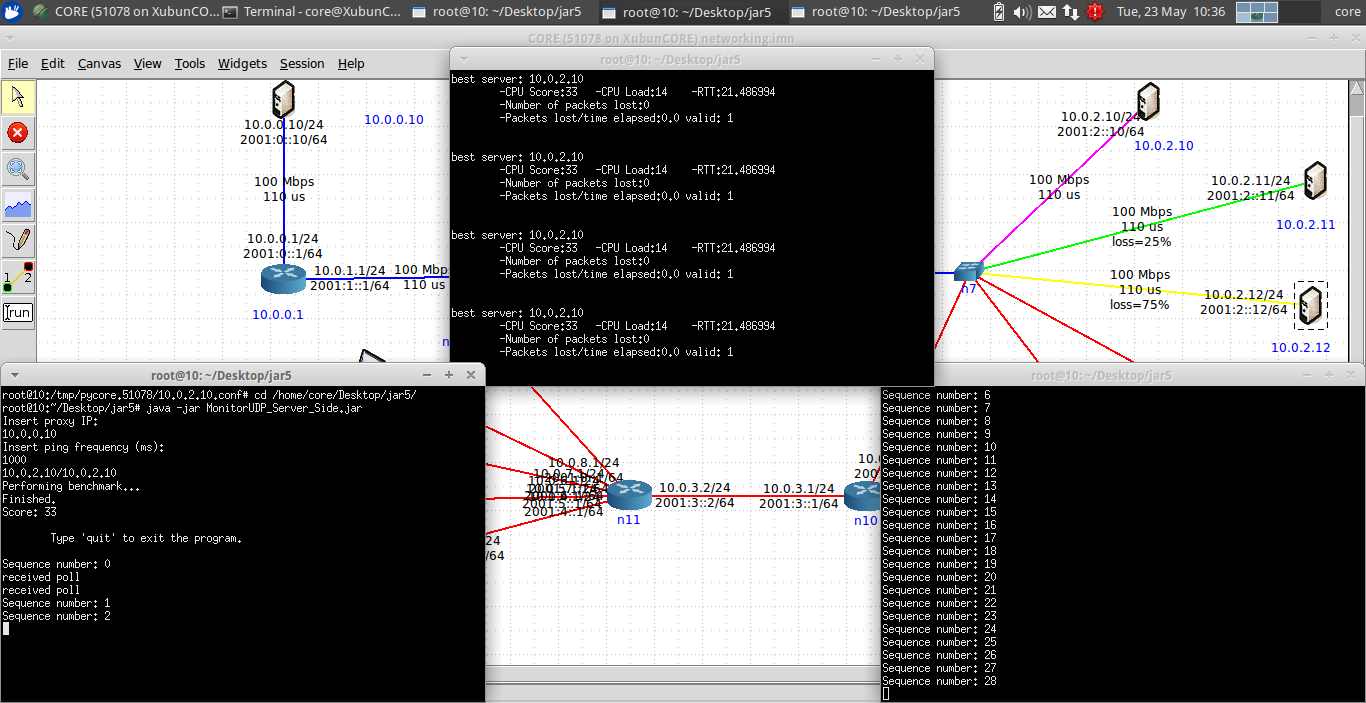 CORE (51078 on XubunCO...
Terminal - core@XubunC...
root@10: ~/Desktop/jar5
root@10: ~/Desktop/jar5
root@10: ~/Desktop/jar5
Tue, 23 May 10:36
core
CORE (51078 on XubunCORE) networking.imn
File Edit Canvas View Tools Widgets Session Help
root@10: ~/Desktop/jar5
best server: 10.0.2.10
-CPU Score:33 -CPU Load:14 -RTT:21.486994
-Number of packets lost:0
-Packets lost/time elapsed:0.0 valid: 1
best server: 10.0.2.10
-CPU Score:33 -CPU Load:14 -RTT:21.486994
-Number of packets lost:0
-Packets lost/time elapsed:0.0 valid: 1
best server: 10.0.2.10
-CPU Score:33 -CPU Load:14 -RTT:21.486994
-Number of packets lost:0
-Packets lost/time elapsed:0.0 valid: 1
best server: 10.0.2.10
-CPU Score:33 -CPU Load:14 -RTT:21.486994
-Number of packets lost:0
-Packets lost/time elapsed:0.0 valid: 1
10.0.0.10/24
2001:0::10/64
10.0.0.10
100 Mbps
110 us
10.0.0.1/24
2001:0::1/64
10.0.1.1/24
2001:1::1/64
100 Mbp
110 us
10.0.0.1
1 2
run
n
10.0.2.10/24
2001:2::10/64
10.0.2.10
100 Mbps
110 us
10.0.2.11/24
2001:2::11/64
10.0.2.11
100 Mbps
110 us
loss=25%
n7
100 Mbps
110 us
loss=75%
10.0.2.12/24
2001:2::12/64
10.0.2.12
root@10: ~/Desktop/jar5
root@10:/tmp/pycore.51078/10.0.2.10.conf# cd /home/core/Desktop/jar5/
root@10:~/Desktop/jar5# java -jar MonitorUDP_Server_Side.jar
Insert proxy IP:
10.0.0.10
Insert ping frequency (ms):
1000
10.0.2.10/10.0.2.10
Performing benchmark...
Finished.
Score: 33
Type 'quit' to exit the program.
Sequence number: 0
received poll
received poll
Sequence number: 1
Sequence number: 2
10.0.8.1/24
2001:5::1/64
2001:4::1/64
24
/64
n11
10.0.3.2/24
2001:3::2/64
10.0.3.1/24
2001:3::1/64
10.0
200
n10
root@10: ~/Desktop/jar5
Sequence number: 6
Sequence number: 7
Sequence number: 8
Sequence number: 9
Sequence number: 10
Sequence number: 11
Sequence number: 12
Sequence number: 13
Sequence number: 14
Sequence number: 15
Sequence number: 16
Sequence number: 17
Sequence number: 18
Sequence number: 19
Sequence number: 20
Sequence number: 21
Sequence number: 22
Sequence number: 23
Sequence number: 24
Sequence number: 25
Sequence number: 26
Sequence number: 27
Sequence number: 28